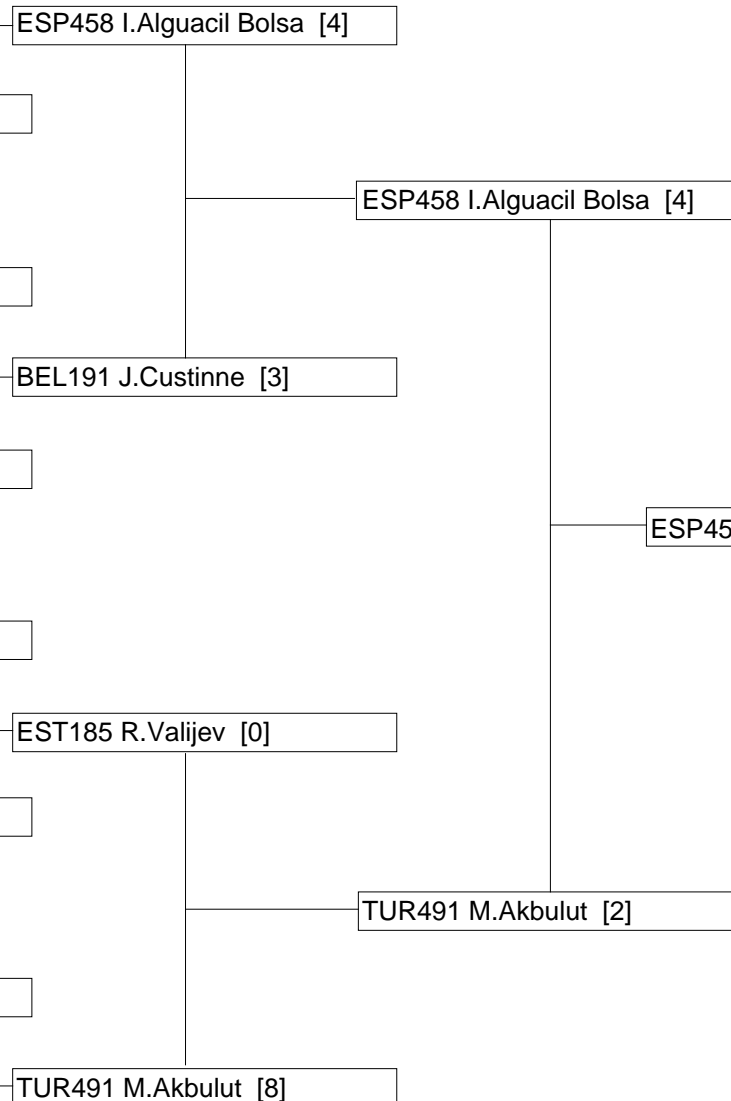 ESP458 I.Alguacil Bolsa [4]
ESP458 I.Alguacil Bolsa [4]
BEL191 J.Custinne [3]
ESP45
EST185 R.Valijev [0]
TUR491 M.Akbulut [2]
TUR491 M.Akbulut [8]